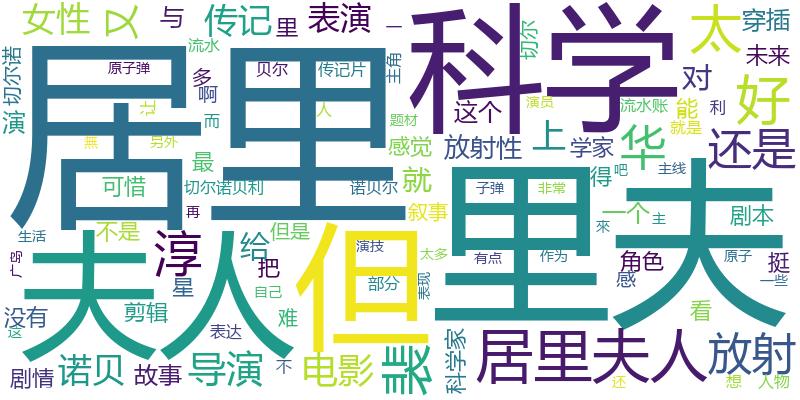 居里
科学
里夫
夫人
但
居里夫人
放射
还是
太
好
华
淳
导演
电影
诺贝
传记
表演
女性
又
与
里
多
啊
流水
切尔诺
原子弹
贝尔
传记片
主角
一
切尔
穿插
未来
对
这个
演员
流水账
能
利
就是
题材
人
而
演
無
另外
感觉
放射性
上
学家
最
可惜
切尔诺贝利
诺贝尔
就
得
吧
主线
子弹
非常
再
叙事
一个
主
剧本
生活
不是
给
但是
演技
太多
有点
作为
來
原子
角色
挺
广岛
把
星
自己
部分
表现
感
一些
没有
剪辑
难
表达
看
这
剧情
故事
不
科学家
还
想
人物